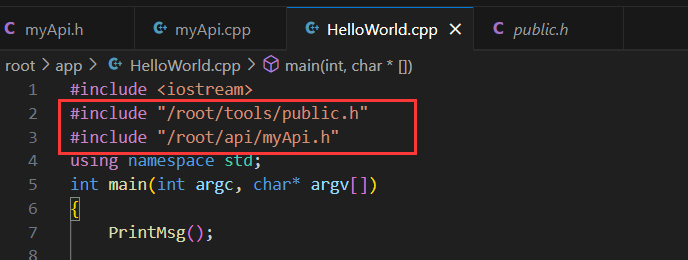 myApi.h myApi.cpp HelloWorld.cpp public.h
root > app > HelloWorld.cpp > main(int, char * [])
1 #include <iostream>
2 #include "/root/tools/public.h"
3 #include "/root/api/myApi.h"
4 using namespace std;
5 int main(int argc, char* argv[])
6 {
7 PrintMsg();
8